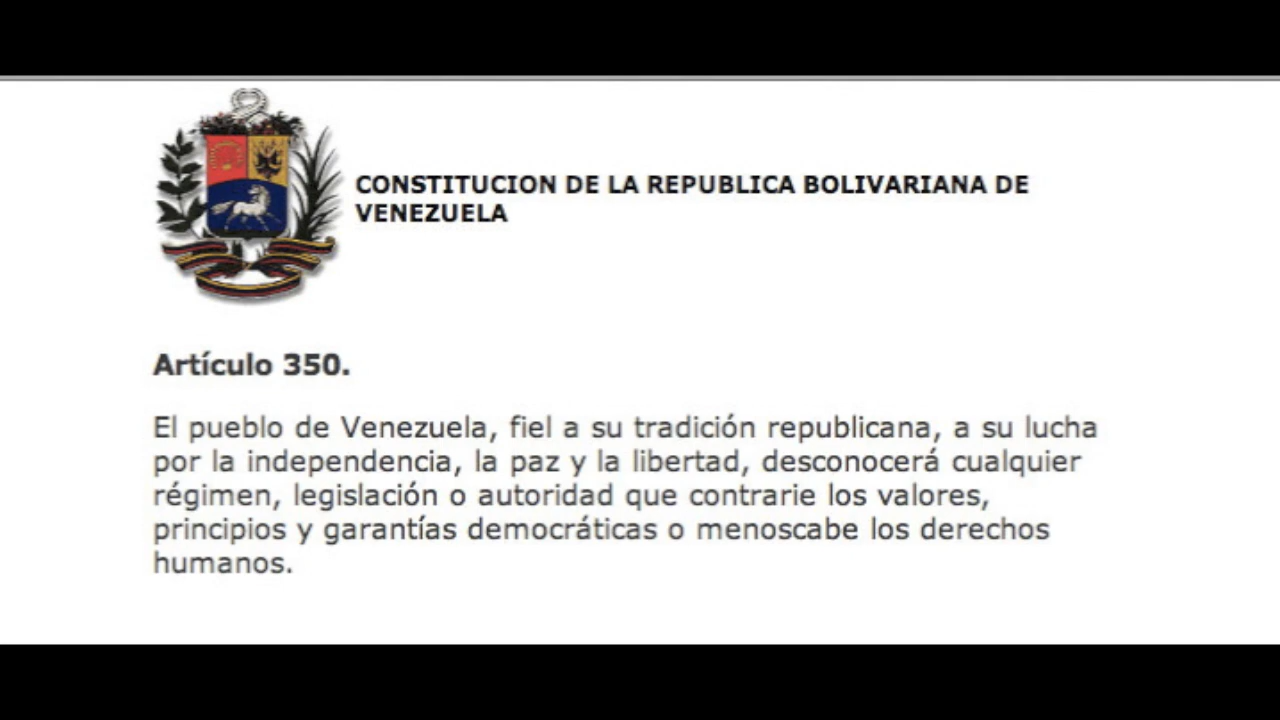 CONSTITUCION DE LA REPUBLICA BOLIVARIANA DE
VENEZUELA
Artículo 350.
El pueblo de Venezuela, fiel a su tradición republicana, a su lucha
por la independencia, la paz y la libertad, desconocerá cualquier
régimen, legislación o autoridad que contrarie los valores,
principios y garantías democráticas o menoscabe los derechos
humanos.